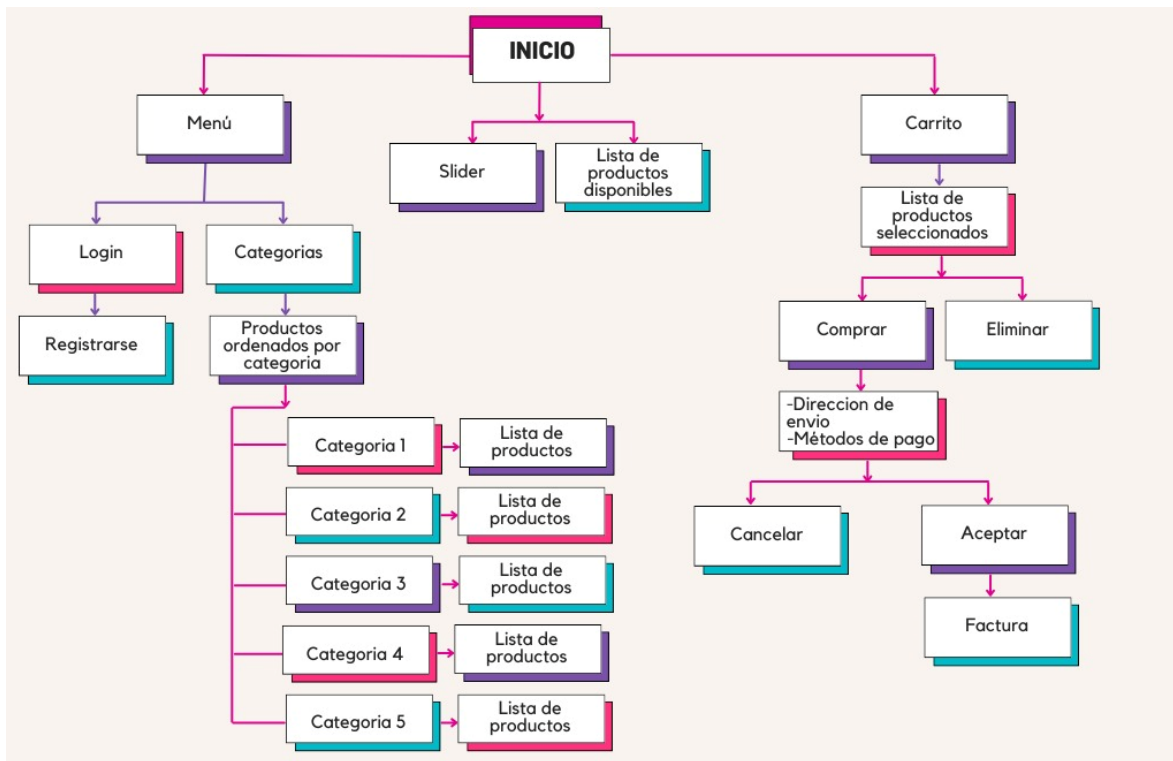 INICIO
Menú
Slider
Lista de
productos
disponibles
Carrito
Lista de
productos
seleccionados
Login
Categorias
Registrarse
Productos
ordenados por
categoria
Comprar
Eliminar
-Direccion de
envio
-Métodos de pago
Categoria 1
Lista de
productos
Categoria 2
Lista de
productos
Categoria 3
Lista de
productos
Categoria 4
Lista de
productos
Categoria 5
Lista de
productos
Cancelar
Aceptar
Factura